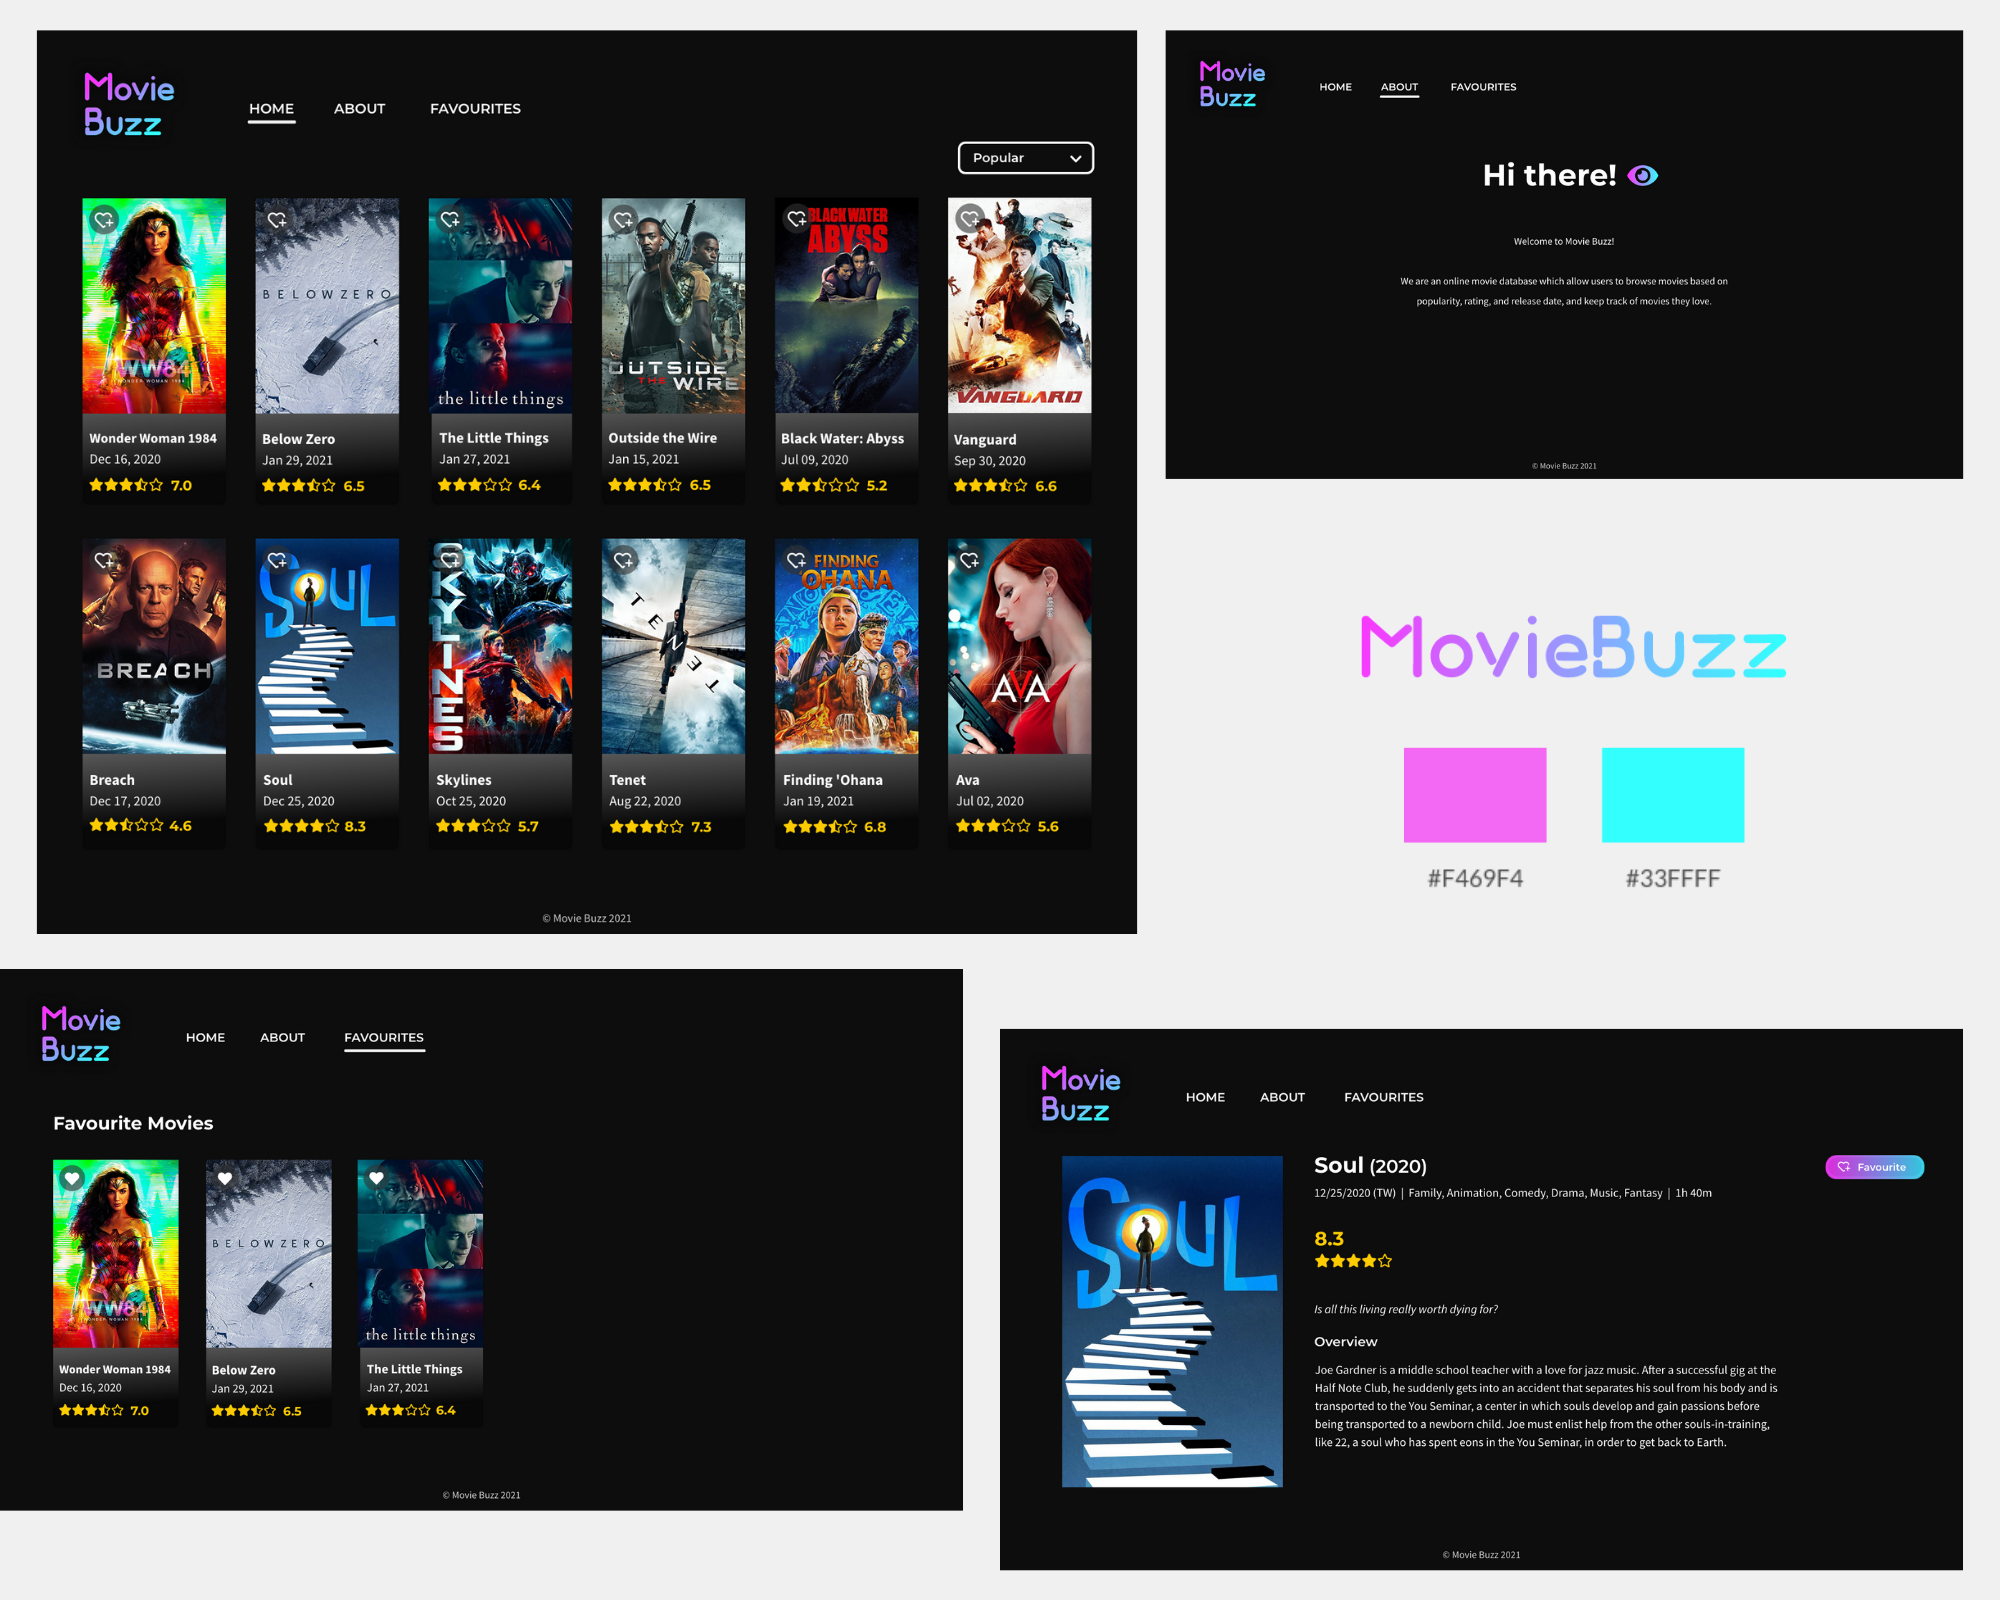 Movie
Buzz
HOME
ABOUT
FAVOURITES
Popular
WW84
WONDER WOMAN 1984
BELOW ZERO
the little things
OUTSIDE
THE WIRE
BLACK WATER
ABYSS
VANGUARD
Wonder Woman 1984
Dec 16, 2020
7.0
Below Zero
Jan 29, 2021
6.5
The Little Things
Jan 27, 2021
6.4
Outside the Wire
Jan 15, 2021
6.5
Black Water: Abyss
Jul 09, 2020
5.2
Vanguard
Sep 30, 2020
6.6
BREACH
SOUL
SKYLINES
TENET
FINDING
'OHANA
AVA
Breach
Dec 17, 2020
4.6
Soul
Dec 25, 2020
8.3
Skylines
Oct 25, 2020
5.7
Tenet
Aug 22, 2020
7.3
Finding 'Ohana
Jan 19, 2021
6.8
Ava
Jul 02, 2020
5.6
© Movie Buzz 2021
Movie
Buzz
HOME
ABOUT
FAVOURITES
Hi there!
Welcome to Movie Buzz!
We are an online movie database which allow users to browse movies based on
popularity, rating, and release date, and keep track of movies they love.
© Movie Buzz 2021
MovieBuzz
#F469F4
#33FFFF
Movie
Buzz
HOME
ABOUT
FAVOURITES
Favourite Movies
WW84
WONDER WOMAN 1984
BELOW ZERO
the little things
Wonder Woman 1984
Dec 16, 2020
7.0
Below Zero
Jan 29, 2021
6.5
The Little Things
Jan 27, 2021
6.4
© Movie Buzz 2021
Movie
Buzz
HOME
ABOUT
FAVOURITES
SOUL
Soul (2020)
Favourite
12/25/2020 (TW) | Family, Animation, Comedy, Drama, Music, Fantasy | 1h 40m
8.3
Is all this living really worth dying for?
Overview
Joe Gardner is a middle school teacher with a love for jazz music. After a successful gig at the
Half Note Club, he suddenly gets into an accident that separates his soul from his body and is
transported to the You Seminar, a center in which souls develop and gain passions before
being transported to a newborn child. Joe must enlist help from the other souls-in-training,
like 22, a soul who has spent eons in the You Seminar, in order to get back to Earth.
© Movie Buzz 2021